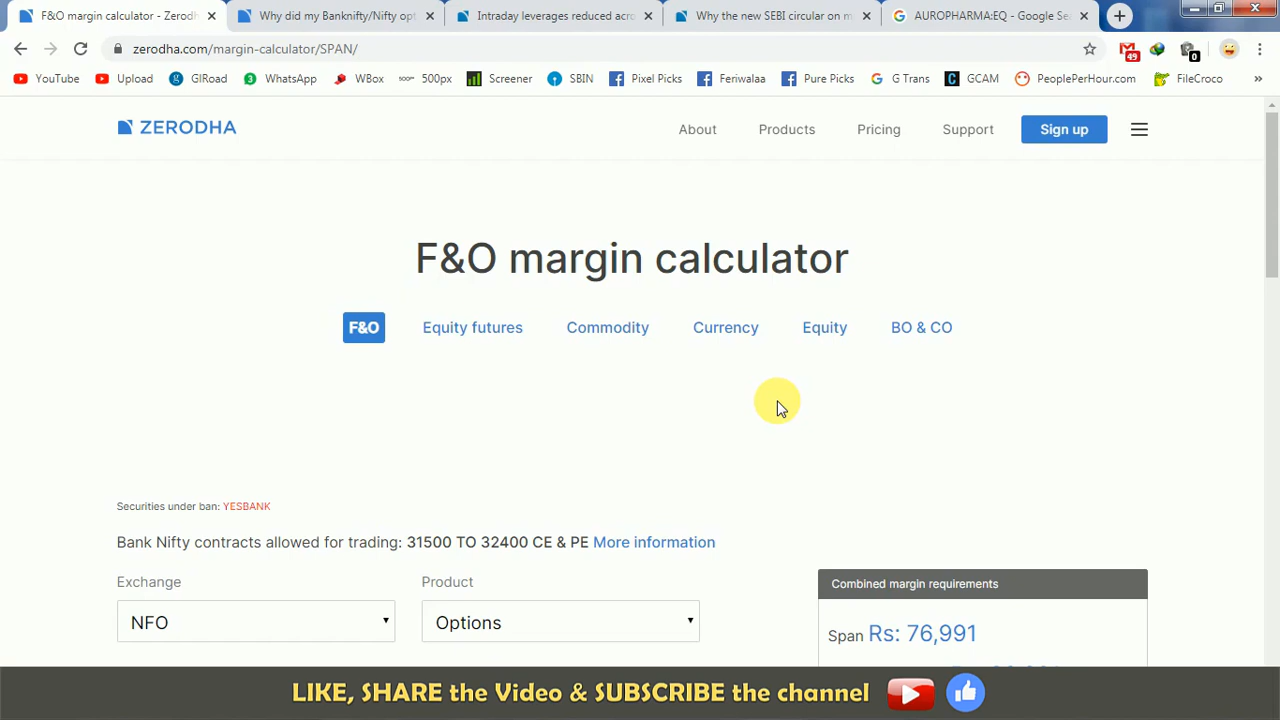 F&O margin calculator - Zerodh
Why did my Banknifty/Nifty opt
Intraday leverages reduced acro
Why the new SEBI circular on m
AUROPHARMA:EQ - Google Sea
zerodha.com/margin-calculator/SPAN/
49
0
YouTube
Upload
GIRoad
3 WhatsApp
WBox
500px
Screener
SBIN
Pixel Picks
Feriwalaa
Pure Picks
G Trans
GCAM
PeoplePerHour.com
FileCroco
»
ZERODHA
About
Products
Pricing
Support
Sign up
F&O margin calculator
F&O
Equity futures
Commodity
Currency
Equity
BO & CO
Securities under ban: YESBANK
Bank Nifty contracts allowed for trading: 31500 TO 32400 CE & PE More information
Exchange
Product
Combined margin requirements
NFO
Options
Span Rs: 76,991
LIKE, SHARE the Video & SUBSCRIBE the channel